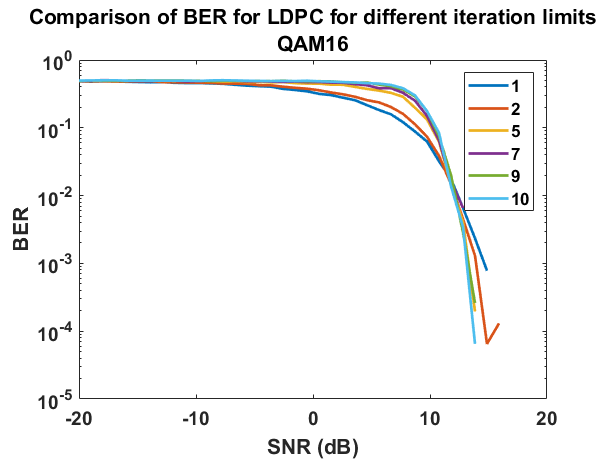 Comparison of BER for LDPC for different iteration limits
QAM16
10^0
10^-1
10^-2
10^-3
10^-4
10^-5
BER
1
2
5
7
9
10
-20 -10 0 10 20
SNR (dB)